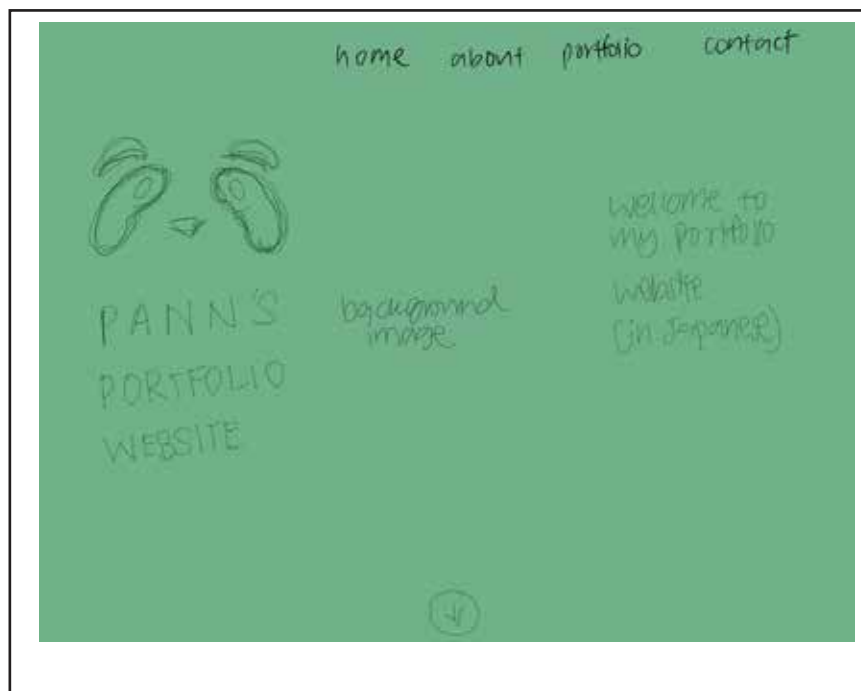 home about portfolio contact
PANN'S
PORTFOLIO
WEBSITE
background
image
welcome to
my portfolio
website
(in Japanese)